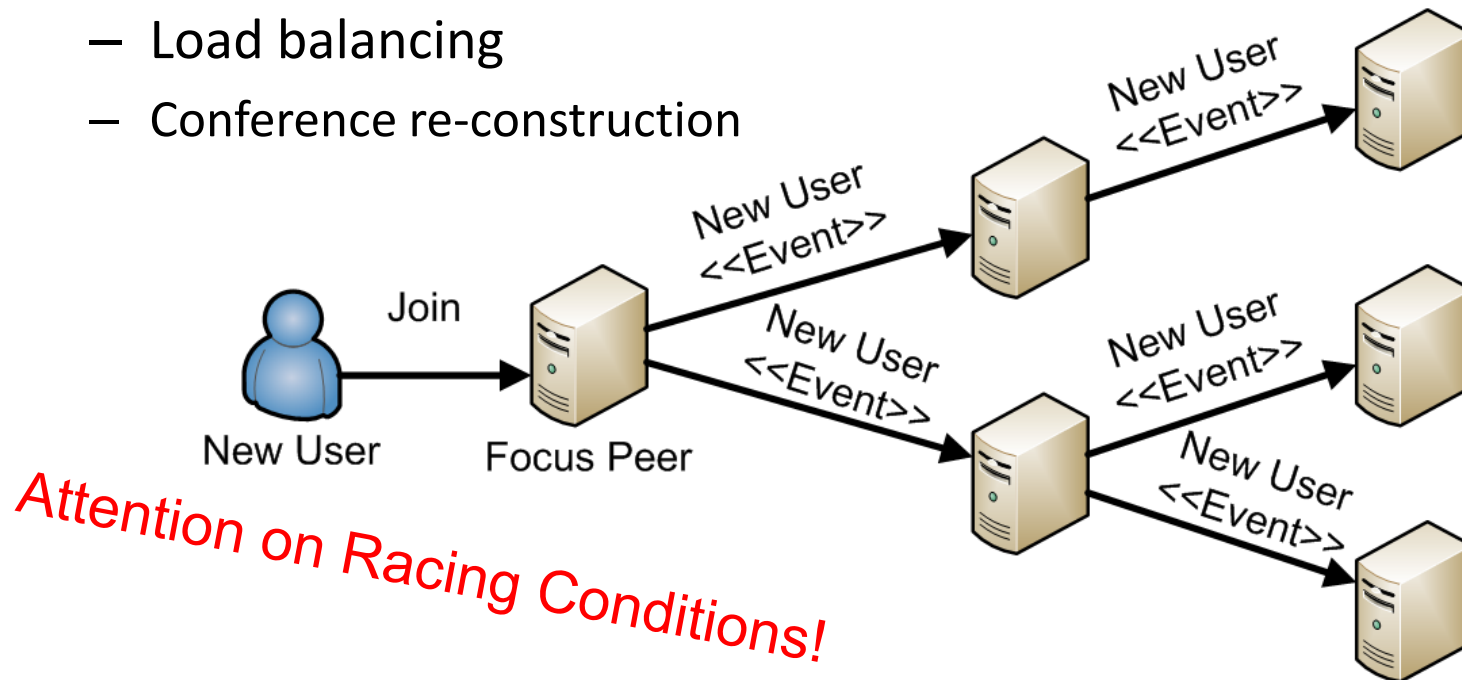 – Load balancing
– Conference re-construction
New User
<<Event>>
New User
<<Event>>
Join
New User
<<Event>>
New User
<<Event>>
New User
<<Event>>
New User
Focus Peer
Attention on Racing Conditions!